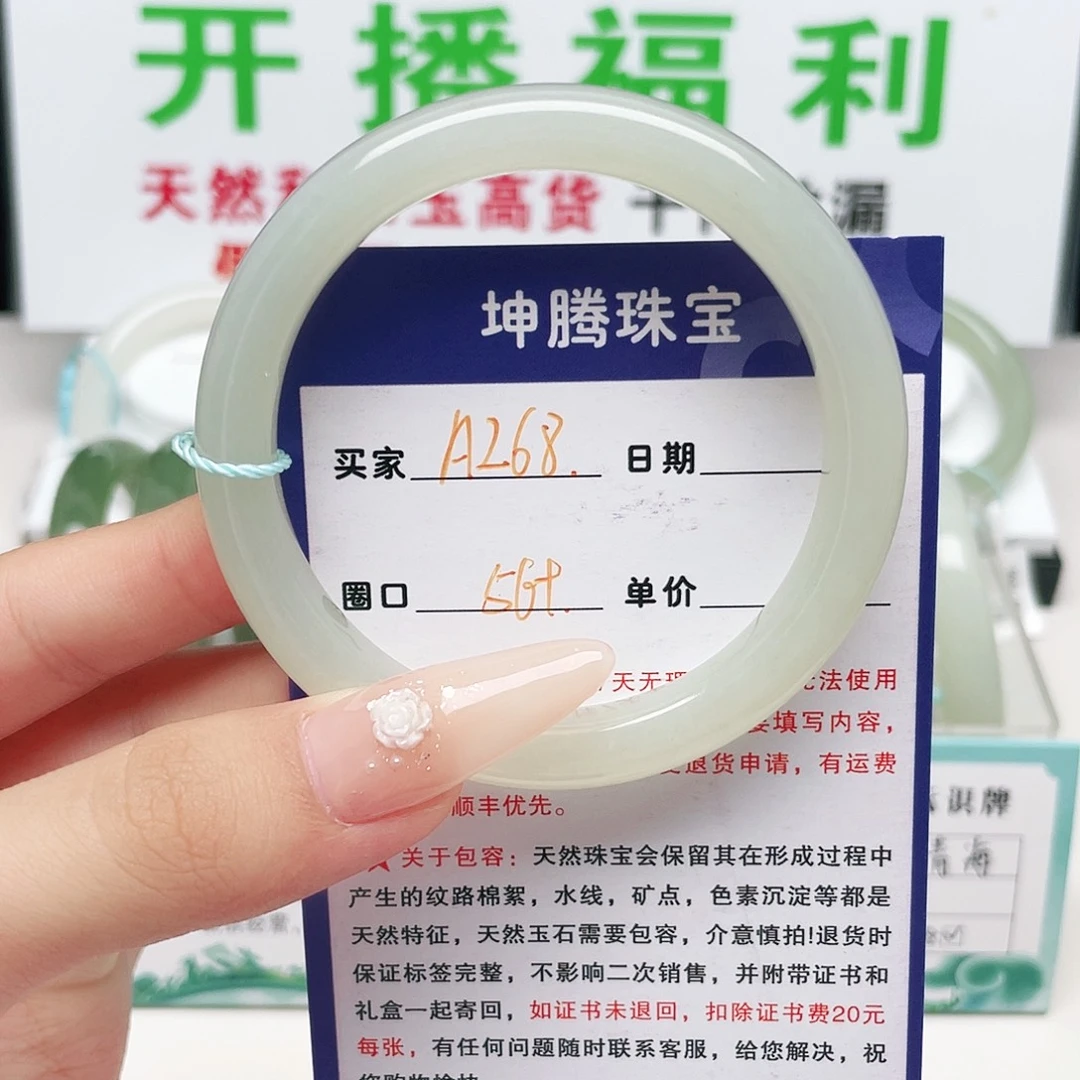 开播福利
天然
玉高货
漏
坤腾珠宝
买家 A268. 日期
圈口 56+. 单价
天无理
法使用
填写内容，
退货申请，有运费
顺丰优先。
识牌
关于包容：天然珠宝会保留其在形成过程中
青海
产生的纹路棉絮，水线，矿点，色素沉淀等都是
天然特征，天然玉石需要包容，介意慎拍!退货时
保证标签完整，不影响二次销售，并附带证书和
礼盒一起寄回，如证书未退回，扣除证书费20元
每张，有任何问题随时联系客服，给您解决，祝